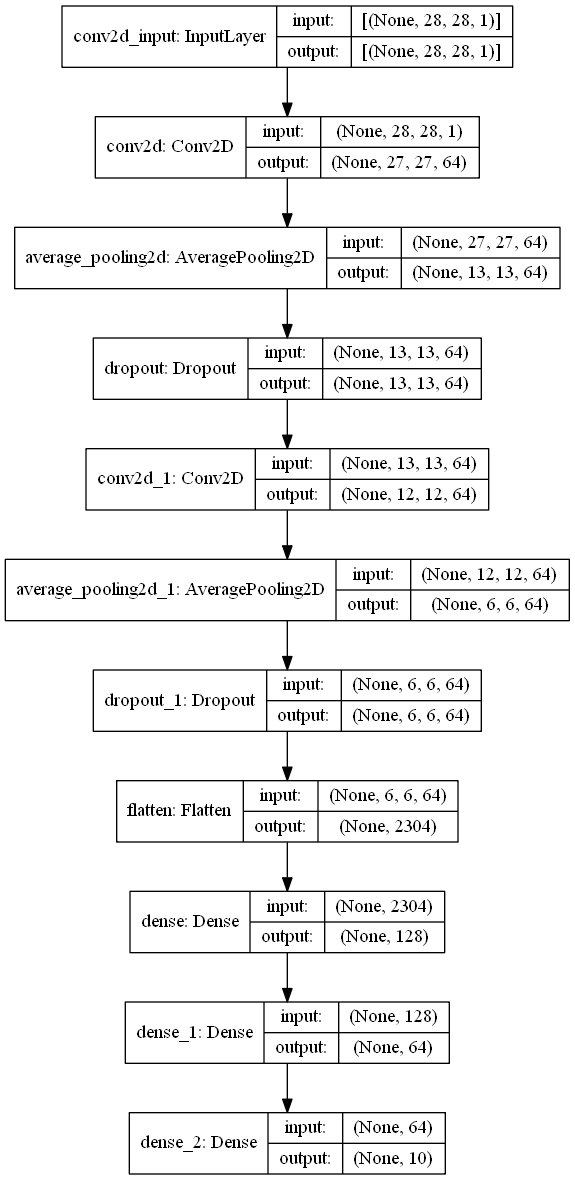 conv2d_input: InputLayer
input: [(None, 28, 28, 1)]
output: [(None, 28, 28, 1)]
conv2d: Conv2D
input: (None, 28, 28, 1)
output: (None, 27, 27, 64)
average_pooling2d: AveragePooling2D
input: (None, 27, 27, 64)
output: (None, 13, 13, 64)
dropout: Dropout
input: (None, 13, 13, 64)
output: (None, 13, 13, 64)
conv2d_1: Conv2D
input: (None, 13, 13, 64)
output: (None, 12, 12, 64)
average_pooling2d_1: AveragePooling2D
input: (None, 12, 12, 64)
output: (None, 6, 6, 64)
dropout_1: Dropout
input: (None, 6, 6, 64)
output: (None, 6, 6, 64)
flatten: Flatten
input: (None, 6, 6, 64)
output: (None, 2304)
dense: Dense
input: (None, 2304)
output: (None, 128)
dense_1: Dense
input: (None, 128)
output: (None, 64)
dense_2: Dense
input: (None, 64)
output: (None, 10)